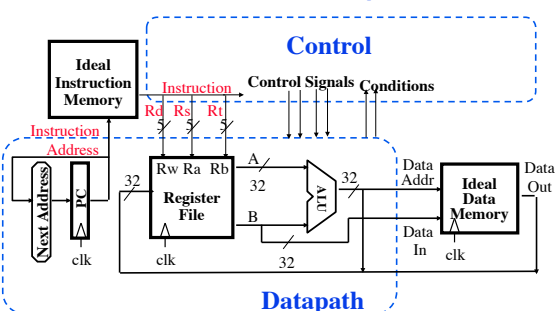 Control
Ideal
Instruction
Memory
Instruction
Control Signals
Conditions
Rd Rs Rt
5 5 5
Instruction
Address
Rw Ra Rb
Register
File
clk
A
32
B
32
ALU
32
32
Next Address
PC
clk
Data
Addr
Ideal
Data
Memory
clk
Data
Out
Data
In
Datapath